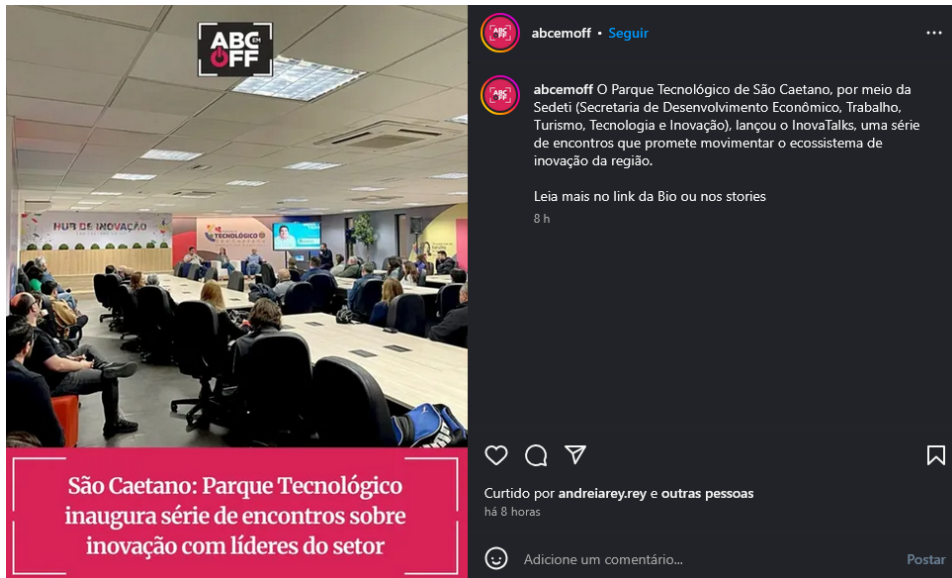 ABC EM
OFF
HUB DE INOVAÇÃO
TECNOLÓGICO
São Caetano: Parque Tecnológico
inaugura série de encontros sobre
inovação com líderes do setor
abcemoff • Seguir
abcemoff O Parque Tecnológico de São Caetano, por meio da
Sedeti (Secretaria de Desenvolvimento Econômico, Trabalho,
Turismo, Tecnologia e Inovação), lançou o InovaTalks, uma série
de encontros que promete movimentar o ecossistema de
inovação da região.
Leia mais no link da Bio ou nos stories
8 h
Curtido por andreiarey.rey e outras pessoas
há 8 horas
Adicione um comentário...
Postar